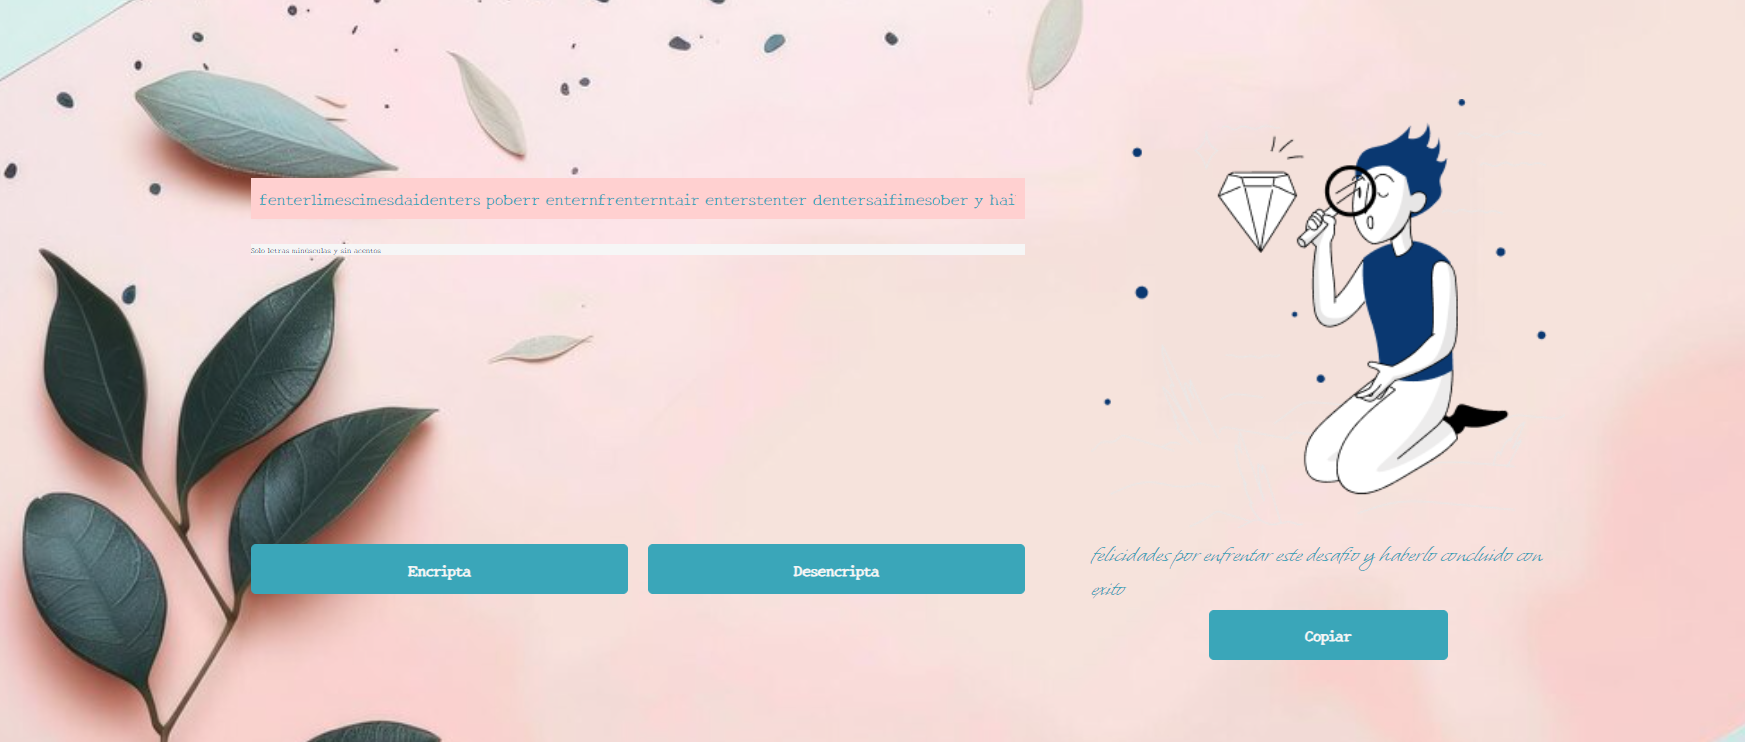 fenterlimescimesdaidenters poberr enternfrenterntair enterstenter dentersaifimesober y hai
Solo letras minúsculas y sin acentos
Encripta
Desencripta
felicidades por enfrentar este desafio y haberlo concluido con
exito
Copiar